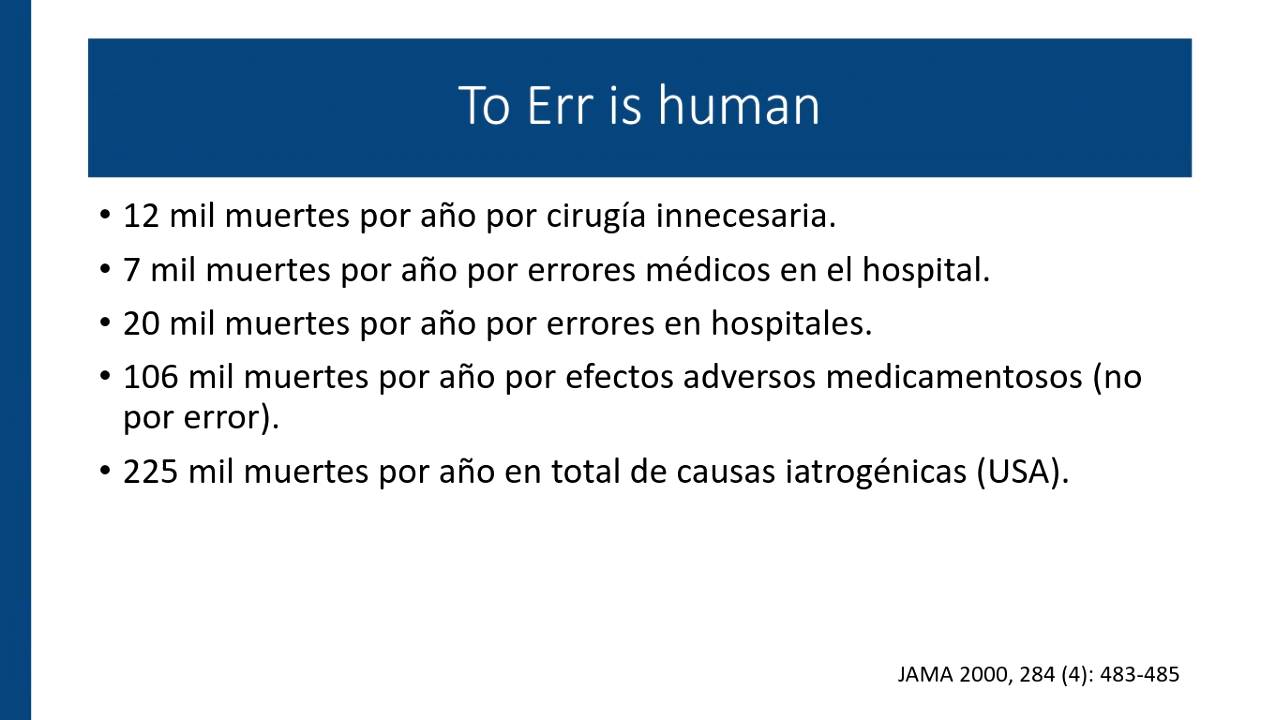 To Err is human
• 12 mil muertes por año por cirugía innecesaria.
• 7 mil muertes por año por errores médicos en el hospital.
• 20 mil muertes por año por errores en hospitales.
• 106 mil muertes por año por efectos adversos medicamentosos (no
por error).
• 225 mil muertes por año en total de causas iatrogénicas (USA).
JAMA 2000, 284 (4): 483-485